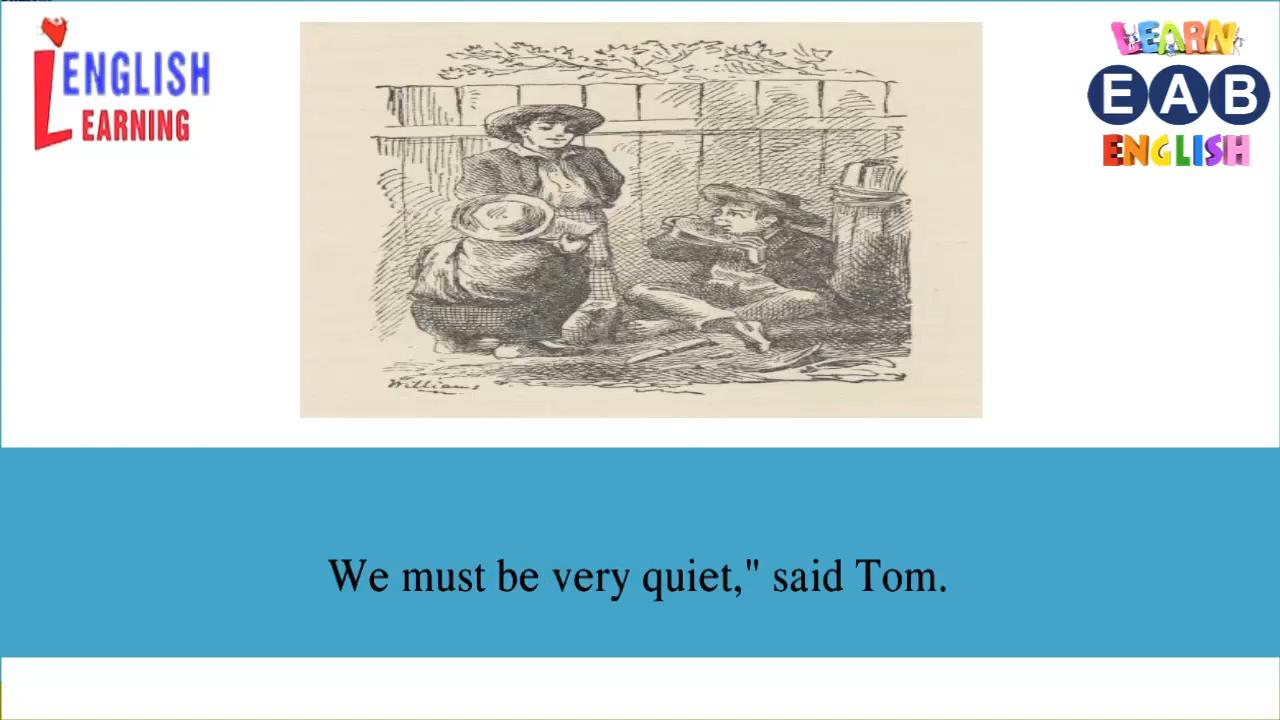 ENGLISH
LEARNING
LEARN
EAB
ENGLISH
Williams
We must be very quiet," said Tom.